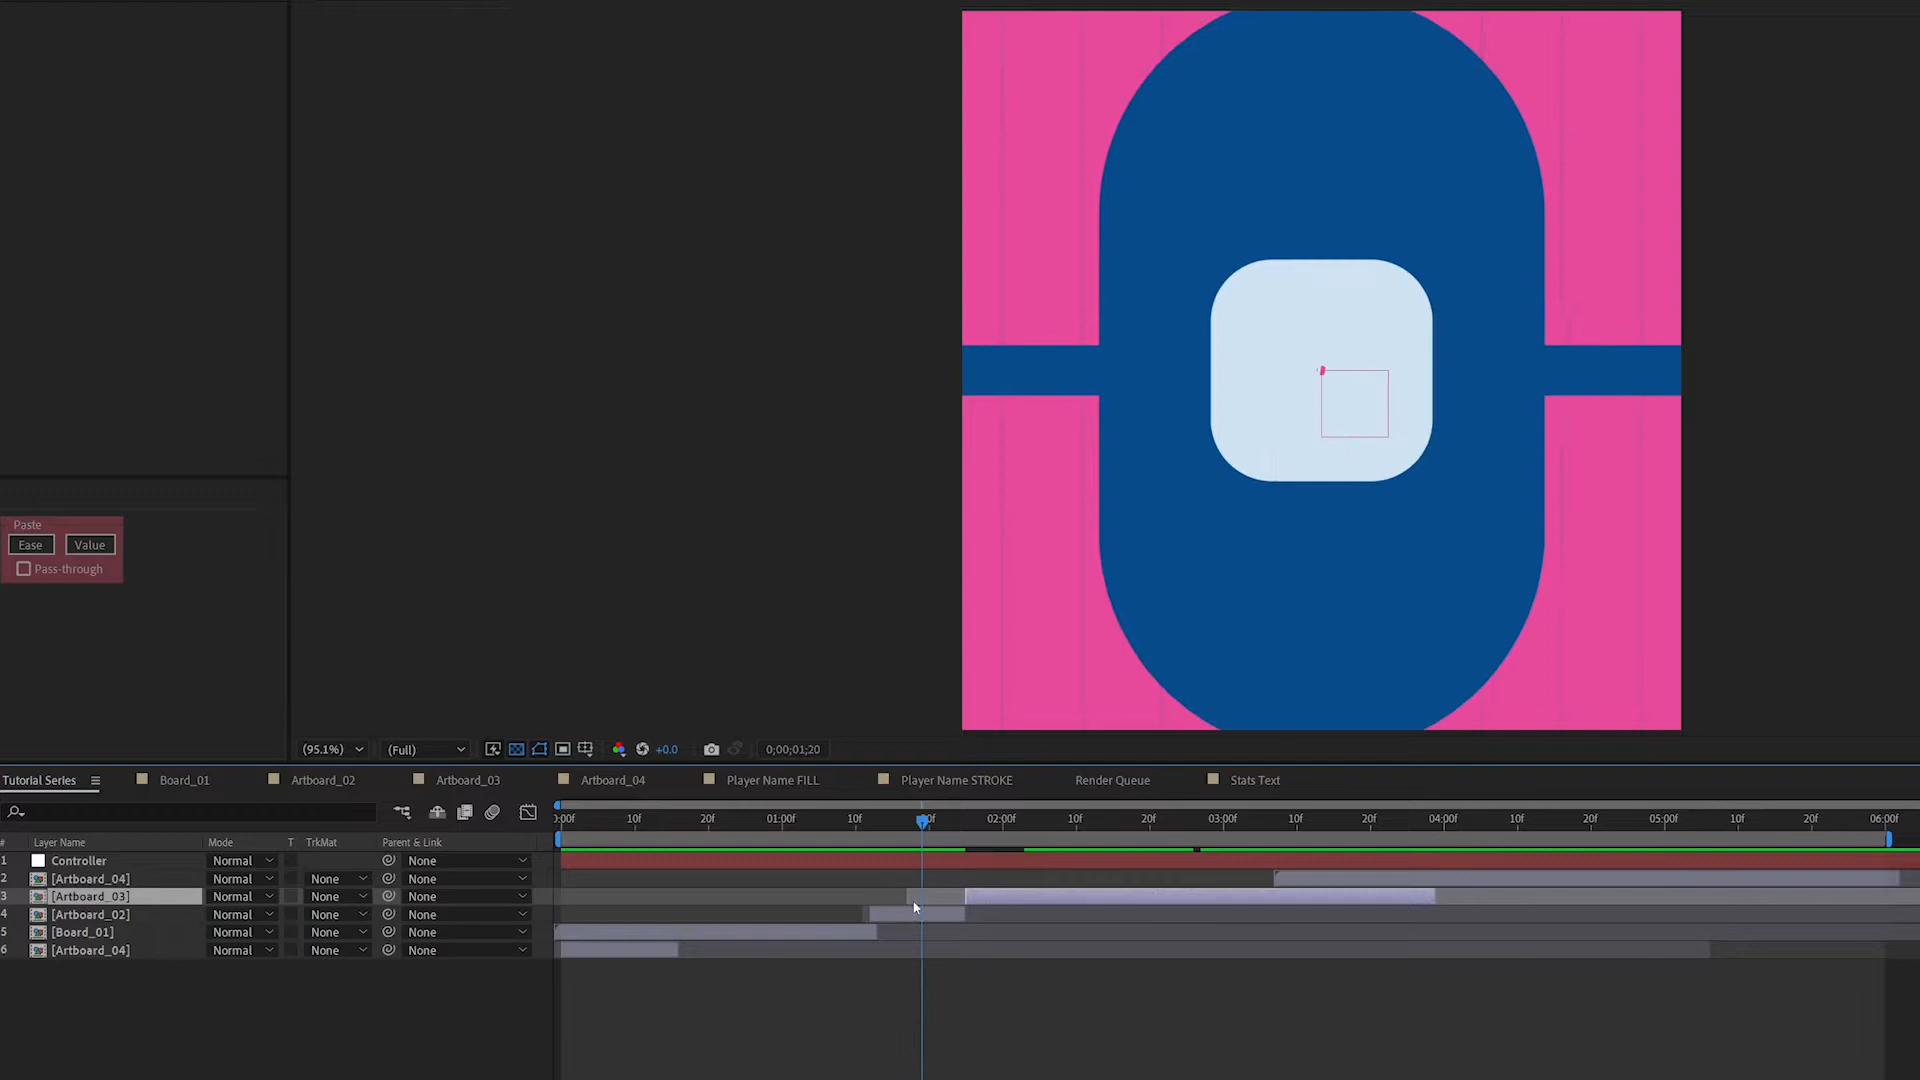 Paste
Ease Value
Pass-through
(95.1%) (Full) +0.0 0;00;01;20
Tutorial Series Board_01 Artboard_02 Artboard_03 Artboard_04 Player Name FILL Player Name STROKE Render Queue Stats Text
10f 20f 01:00f 10f 02:00f 10f 20f 03:00f 10f 20f 04:00f 10f 20f 05:00f 10f 20f 06:00f
# Layer Name Mode T TrkMat Parent & Link
1 Controller Normal None
2 [Artboard_04] Normal None None
3 [Artboard_03] Normal None None
4 [Artboard_02] Normal None None
5 [Board_01] Normal None None
6 [Artboard_04] Normal None None